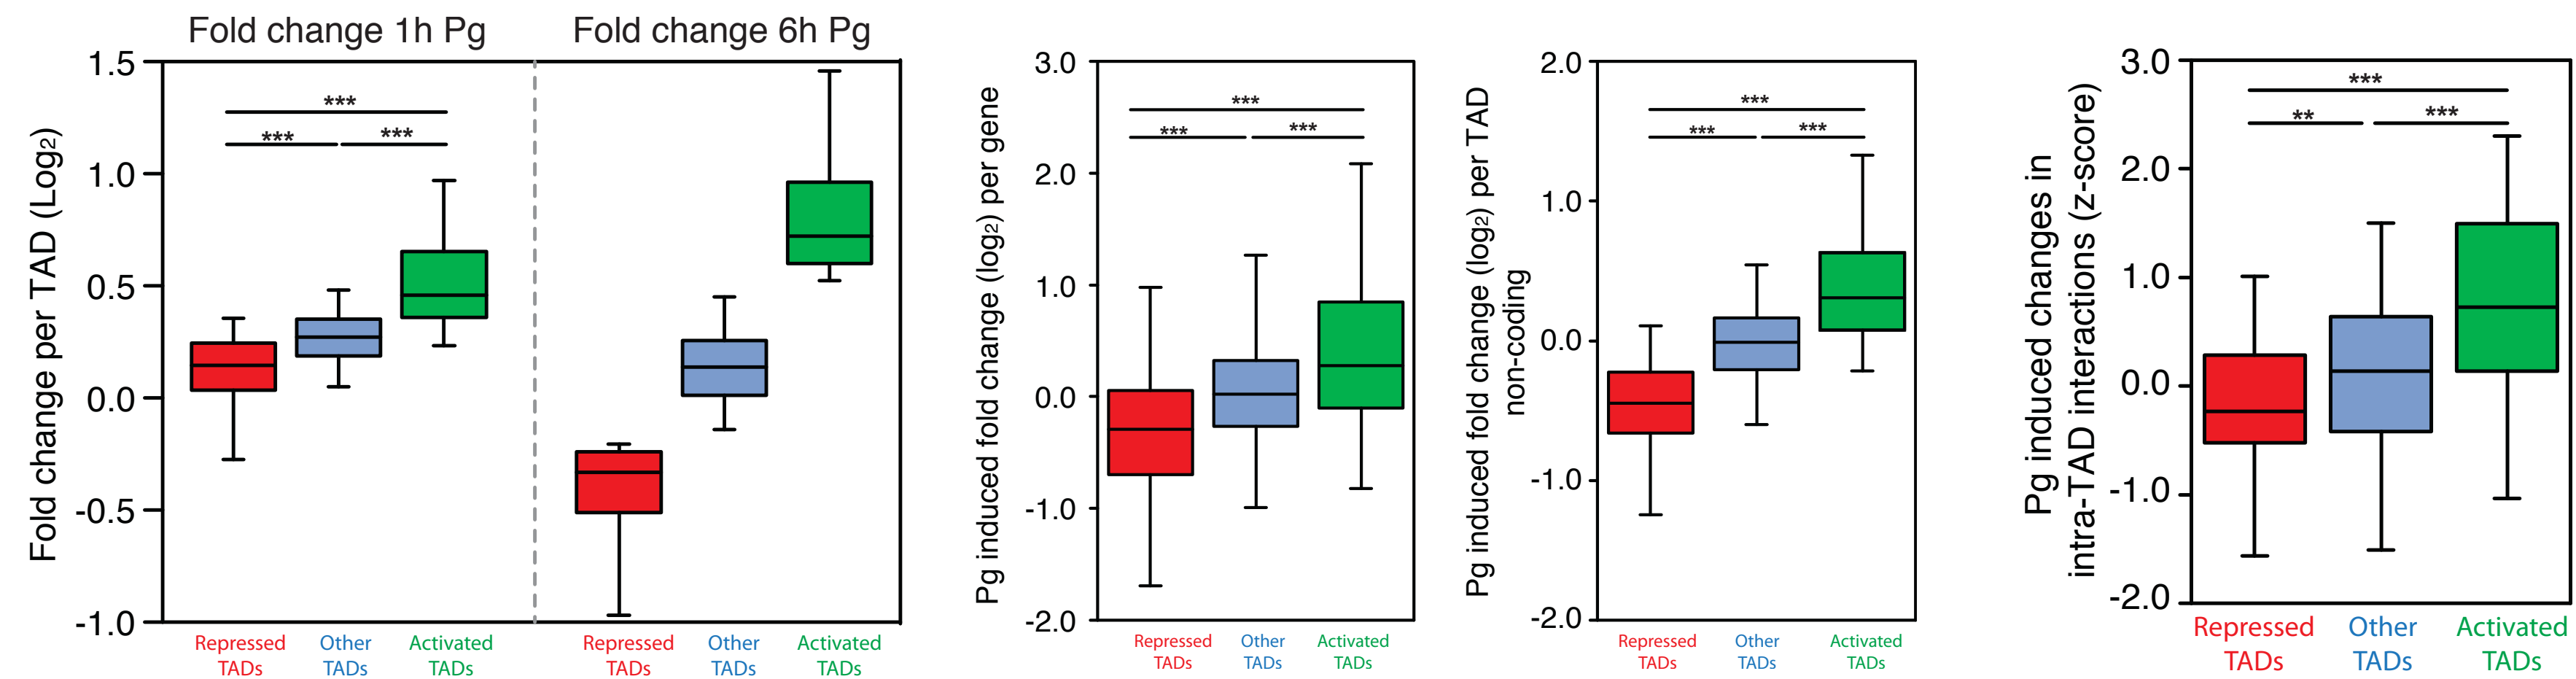 Fold change 1h Pg
Fold change 6h Pg
Fold change per TAD (Log2)
1.5
1.0
0.5
0.0
-0.5
-1.0
***
*** ***
Repressed TADs
Other TADs
Activated TADs
Repressed TADs
Other TADs
Activated TADs
Pg induced fold change (log2) per gene
3.0
2.0
1.0
0.0
-1.0
-2.0
***
*** ***
Repressed TADs
Other TADs
Activated TADs
Pg induced fold change (log2) per TAD
non-coding
2.0
1.0
0.0
-1.0
-2.0
***
*** ***
Repressed TADs
Other TADs
Activated TADs
Pg induced changes in
intra-TAD interactions (z-score)
3.0
2.0
1.0
0.0
-1.0
-2.0
***
** ***
Repressed TADs
Other TADs
Activated TADs